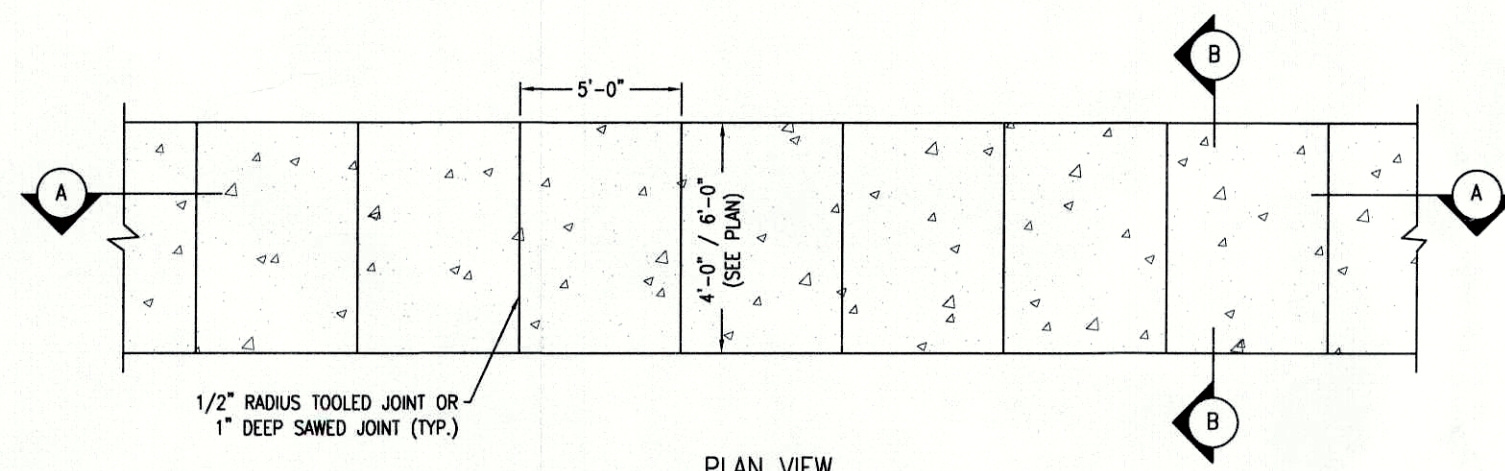 B
5'-0"
A
4'-0" / 6'-0"
(SEE PLAN)
A
1/2" RADIUS TOOLED JOINT OR
1" DEEP SAWED JOINT (TYP.)
B
PLAN VIEW